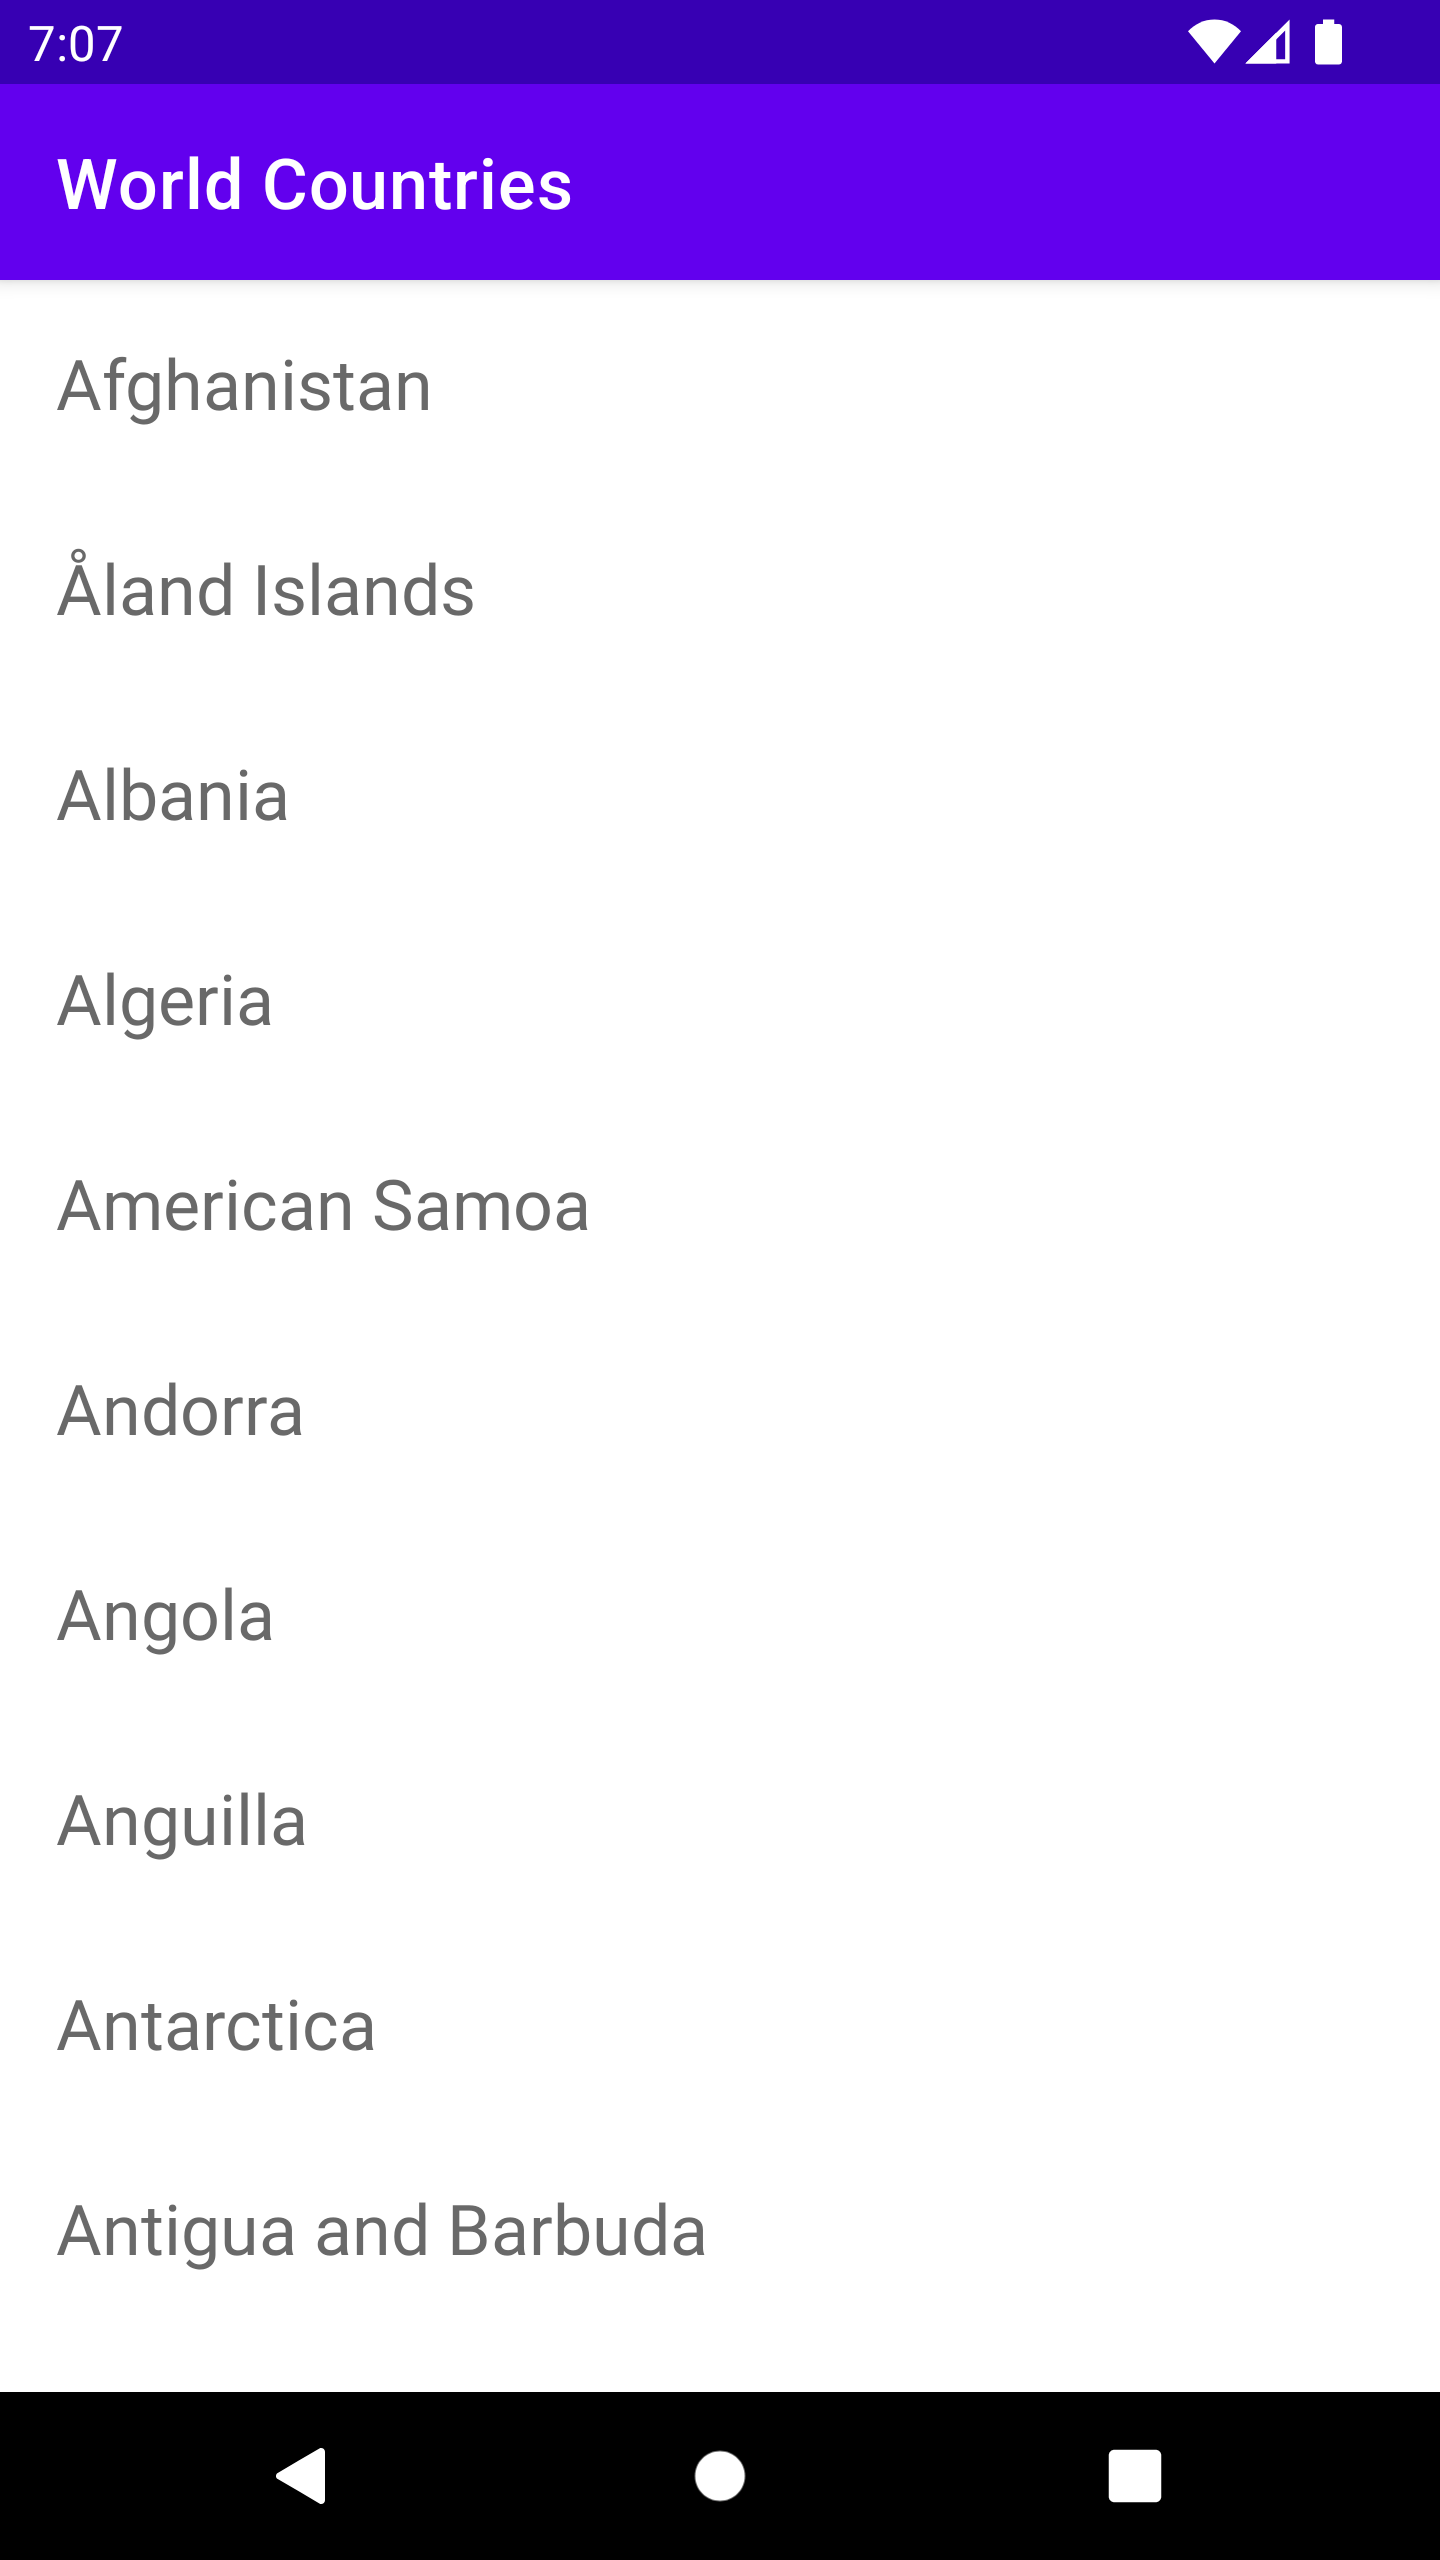 7:07
World Countries
Afghanistan
Åland Islands
Albania
Algeria
American Samoa
Andorra
Angola
Anguilla
Antarctica
Antigua and Barbuda